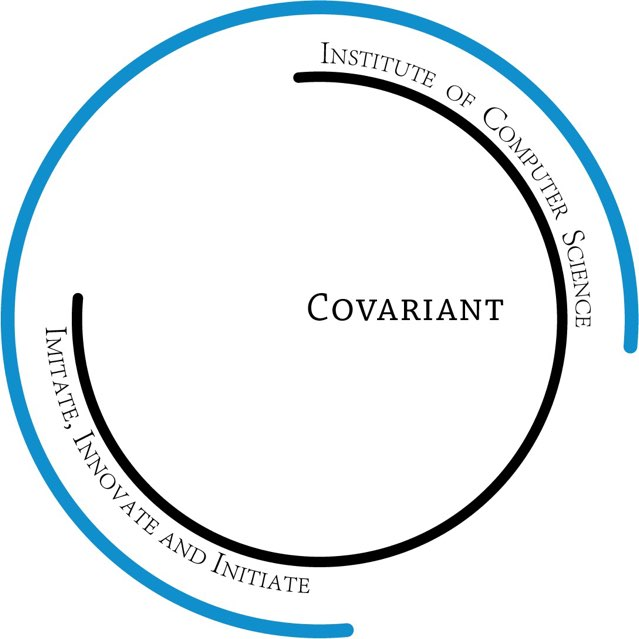 Institute of Computer Science
Covariant
Imitate, Innovate and Initiate